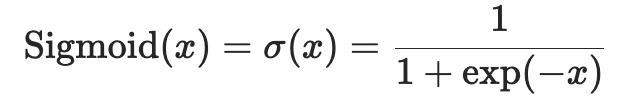 Sigmoid(x) = σ(x) = 1 / (1 + exp(−x))